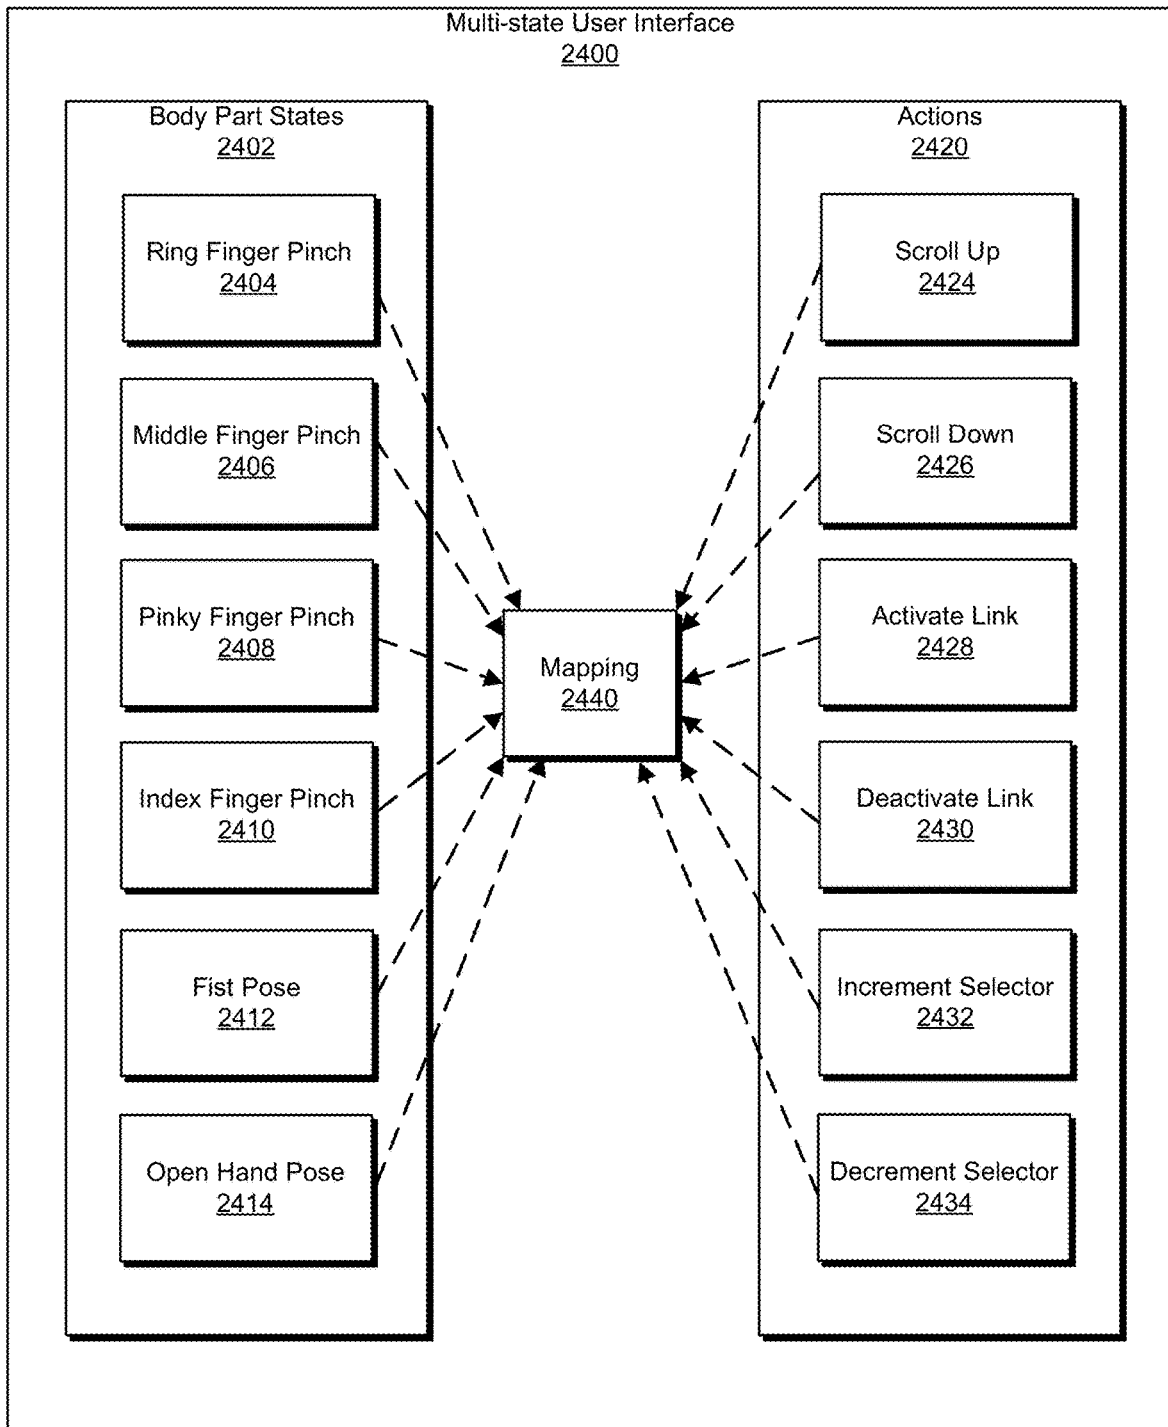 Multi-state User Interface
2400
Body Part States
2402
Ring Finger Pinch
2404
Middle Finger Pinch
2406
Pinky Finger Pinch
2408
Index Finger Pinch
2410
Fist Pose
2412
Open Hand Pose
2414
Mapping
2440
Actions
2420
Scroll Up
2424
Scroll Down
2426
Activate Link
2428
Deactivate Link
2430
Increment Selector
2432
Decrement Selector
2434